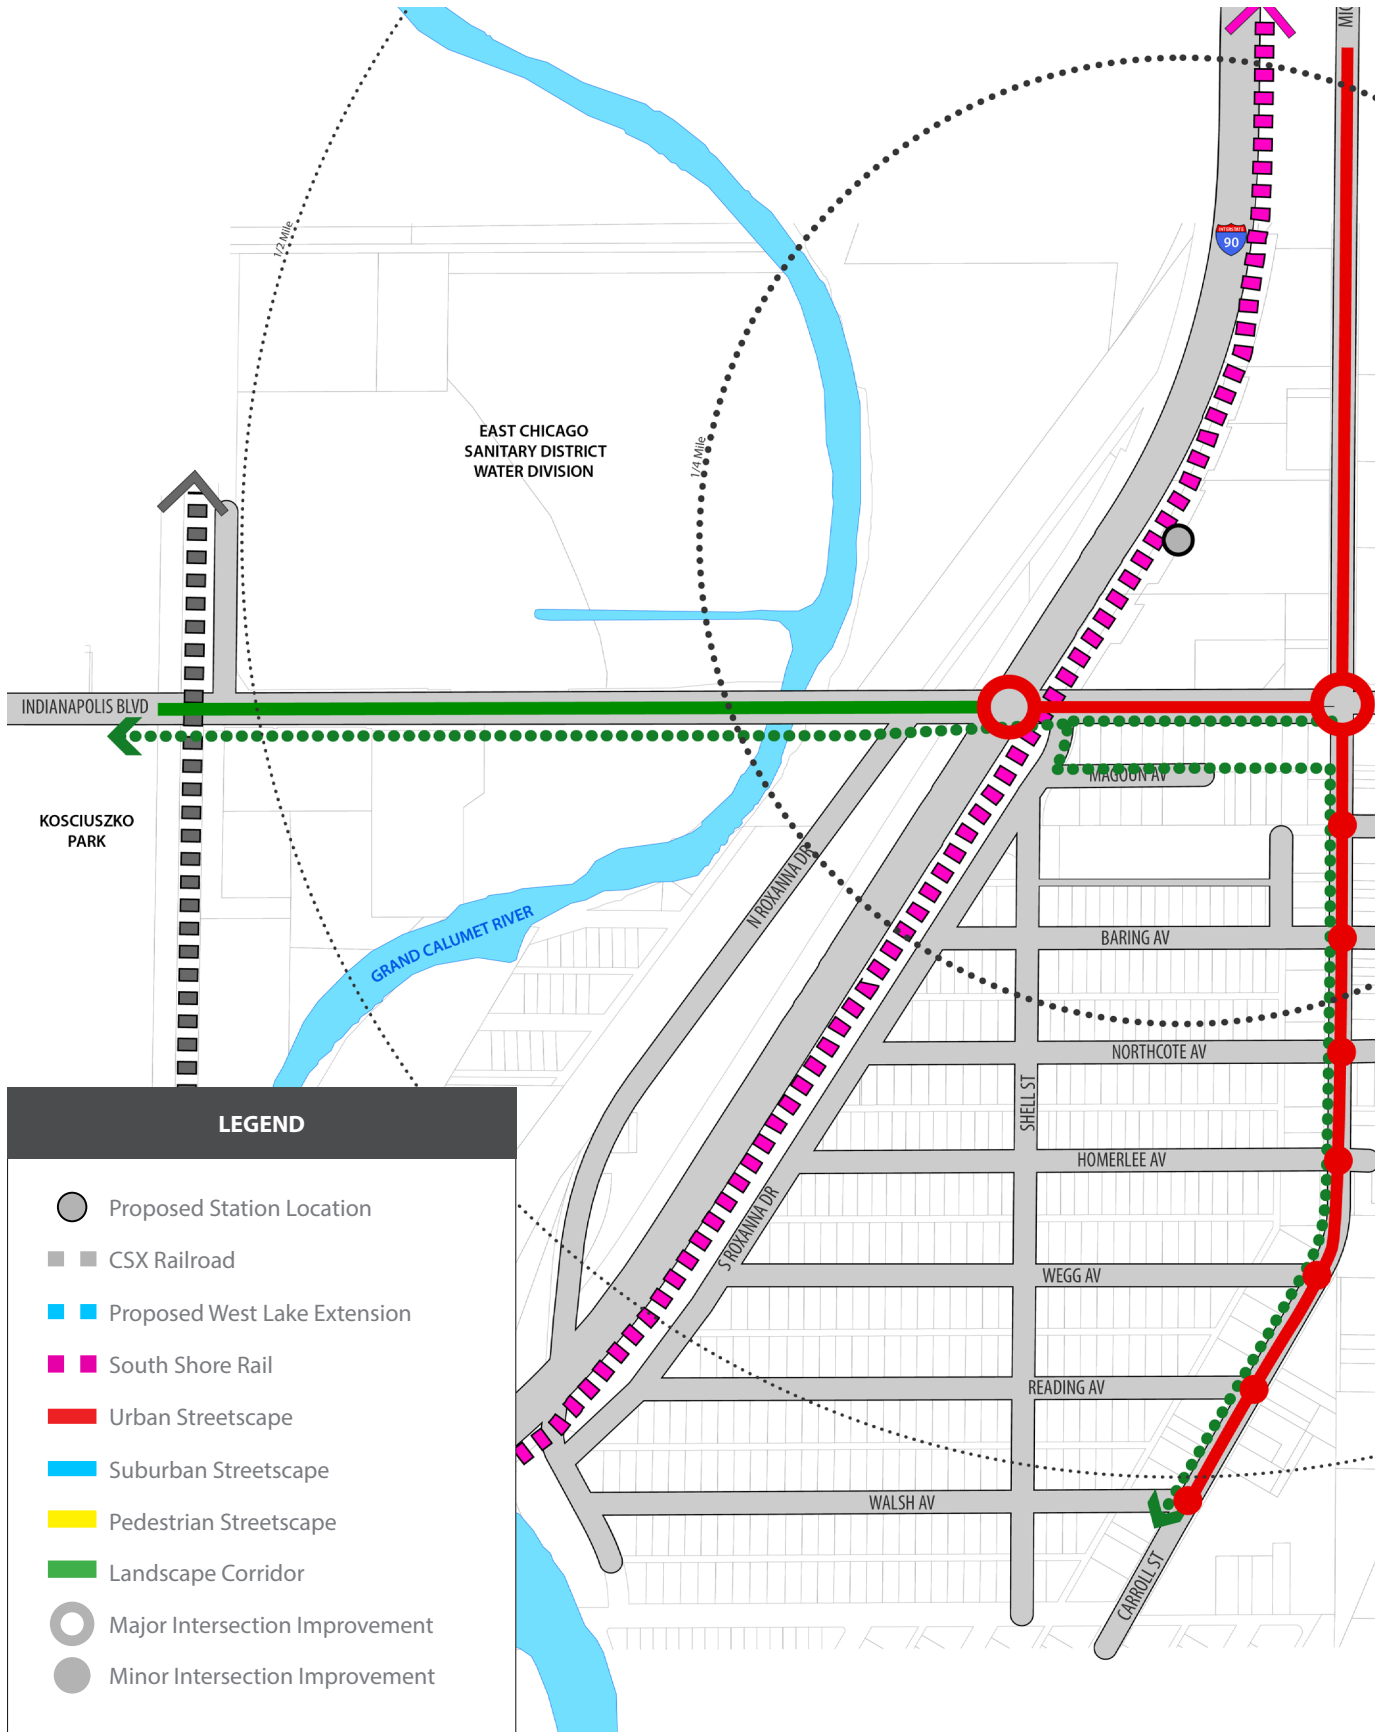 MIC
1/2 Mile
INTERSTATE
90
EAST CHICAGO
SANITARY DISTRICT
WATER DIVISION
1/4 Mile
INDIANAPOLIS BLVD
MAGOUN AV
KOSCIUSZKO
PARK
N ROXANNA DR
GRAND CALUMET RIVER
BARING AV
NORTHCOTE AV
SHELL ST
HOMERLEE AV
S ROXANNA DR
WEGG AV
READING AV
WALSH AV
CARROLL ST
LEGEND
Proposed Station Location
CSX Railroad
Proposed West Lake Extension
South Shore Rail
Urban Streetscape
Suburban Streetscape
Pedestrian Streetscape
Landscape Corridor
Major Intersection Improvement
Minor Intersection Improvement